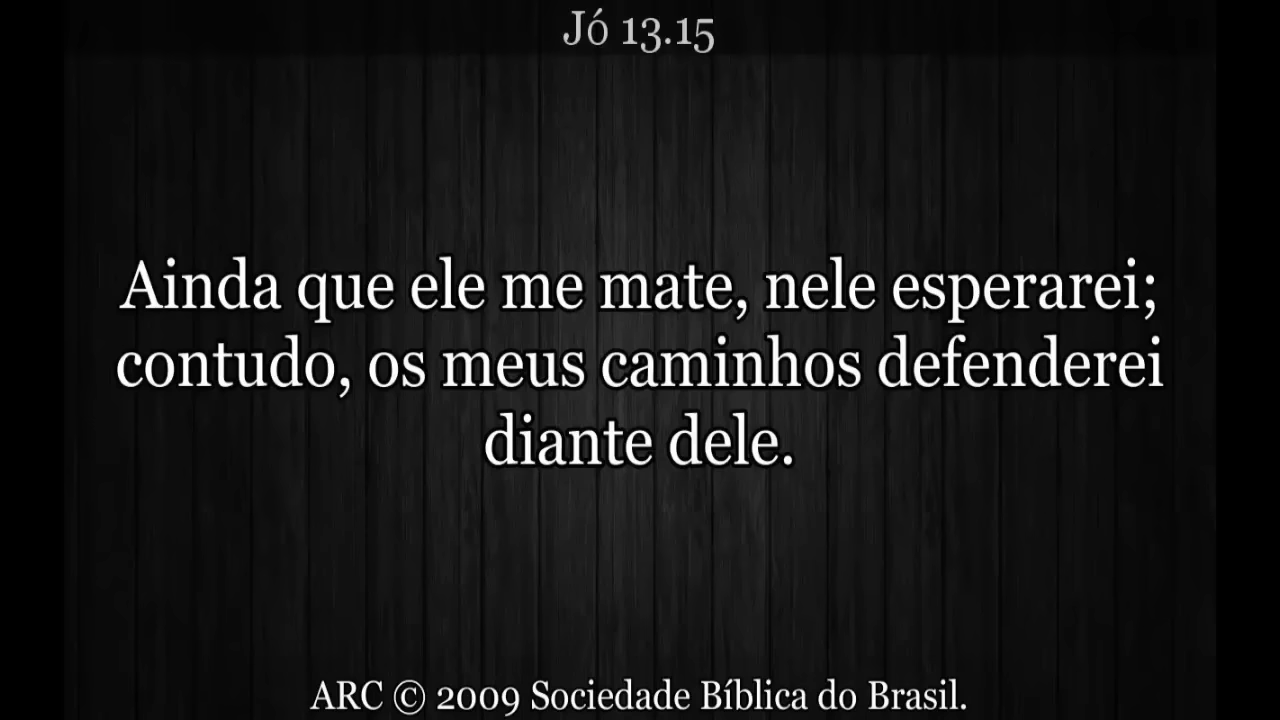 Jó 13.15
Ainda que ele me mate, nele esperarei;
contudo, os meus caminhos defenderei
diante dele.
ARC © 2009 Sociedade Bíblica do Brasil.